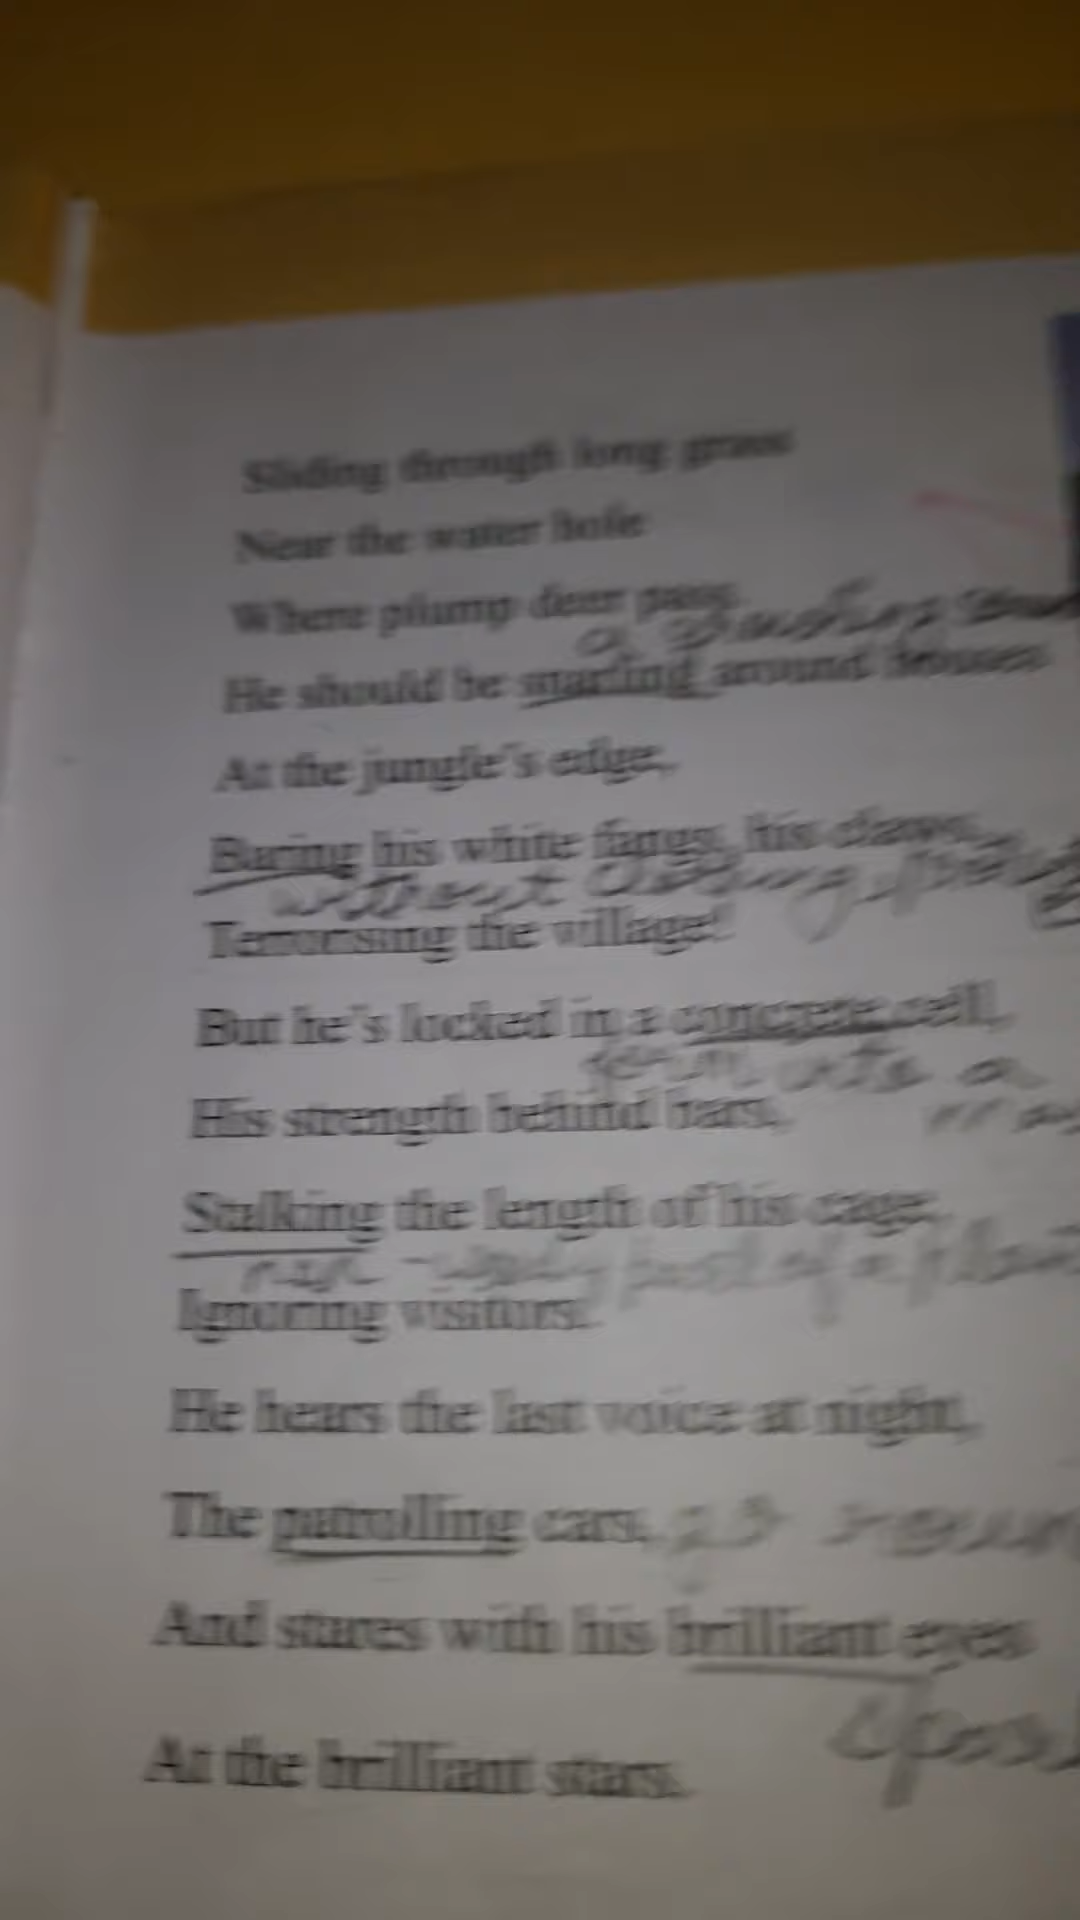 Sliding through long grass
Near the water hole
Where plump deer pass.
He should be snarling around houses
At the jungle's edge,
Baring his white fangs, his claws,
without
Terrorising the village!
But he's locked in a concrete cell,
His strength behind bars,
Stalking the length of his cage,
Ignoring visitors.
He hears the last voice at night,
The patrolling cars,
And stares with his brilliant eyes
At the brilliant stars.